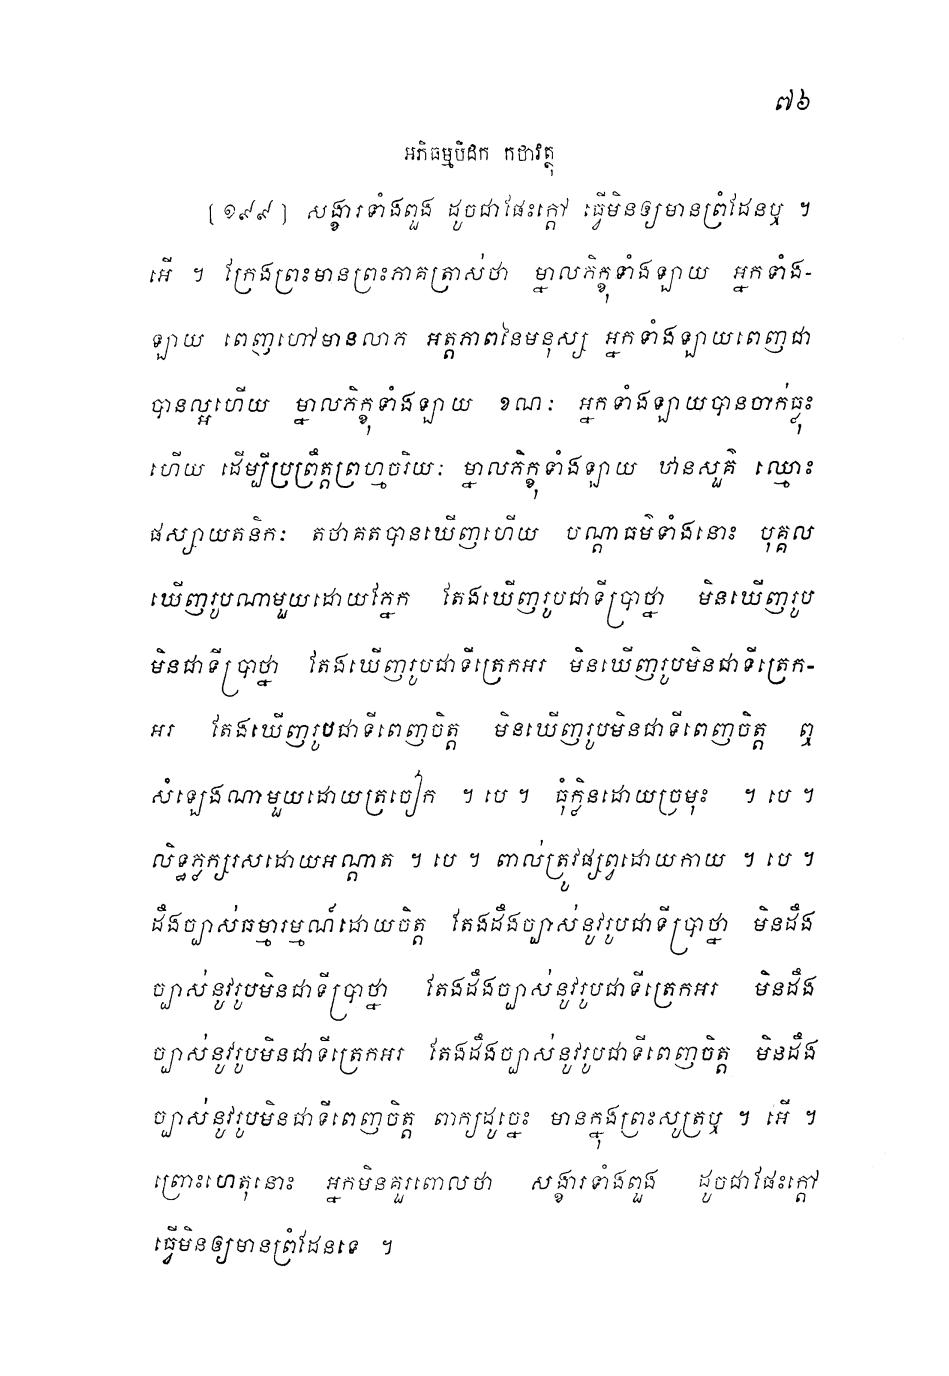 ៧៦
អភិធម្មបិដក កថាវត្ថុ
[១៩៩] សង្ខារទាំងពួង ដូចជាផែះក្តៅ ធ្វើមិនឲ្យមានព្រំដែនឬ ។
អើ ។ ក្រែងព្រះមានព្រះភាគត្រាស់ថា ម្នាលភិក្ខុទាំងឡាយ អ្នកទាំង-
ឡាយ ពេញហៅមានលាភ អត្តភាពនៃមនុស្ស អ្នកទាំងឡាយពេញជា
បានល្អហើយ ម្នាលភិក្ខុទាំងឡាយ ខណៈ អ្នកទាំងឡាយបានចាក់ធ្លុះ
ហើយ ដើម្បីប្រព្រឹត្តព្រហ្មចរិយៈ ម្នាលភិក្ខុទាំងឡាយ ឋានសួគ៌ ឈ្មោះ
ផស្សាយតនិកៈ តថាគតបានឃើញហើយ បណ្តាធម៌ទាំងនោះ បុគ្គល
ឃើញរូបណាមួយដោយភ្នែក តែងឃើញរូបជាទីប្រាថ្នា មិនឃើញរូប
មិនជាទីប្រាថ្នា តែងឃើញរូបជាទីត្រេកអរ មិនឃើញរូបមិនជាទីត្រេក-
អរ តែងឃើញរូបជាទីពេញចិត្ត មិនឃើញរូបមិនជាទីពេញចិត្ត ឮ
សំឡេងណាមួយដោយត្រចៀក ។ បេ ។ ធុំក្លិនដោយច្រមុះ ។ បេ ។
លិទ្ធភ្លក្សរសដោយអណ្តាត ។ បេ ។ ពាល់ត្រូវផ្សព្វដោយកាយ ។ បេ ។
ដឹងច្បាស់ធម្មារម្មណ៍ដោយចិត្ត តែងដឹងច្បាស់នូវរូបជាទីប្រាថ្នា មិនដឹង
ច្បាស់នូវរូបមិនជាទីប្រាថ្នា តែងដឹងច្បាស់នូវរូបជាទីត្រេកអរ មិនដឹង
ច្បាស់នូវរូបមិនជាទីត្រេកអរ តែងដឹងច្បាស់នូវរូបជាទីពេញចិត្ត មិនដឹង
ច្បាស់នូវរូបមិនជាទីពេញចិត្ត ពាក្យដូច្នេះ មានក្នុងព្រះសូត្រឬ ។ អើ ។
ព្រោះហេតុនោះ អ្នកមិនគួរពោលថា សង្ខារទាំងពួង ដូចជាផែះក្តៅ
ធ្វើមិនឲ្យមានព្រំដែនទេ ។